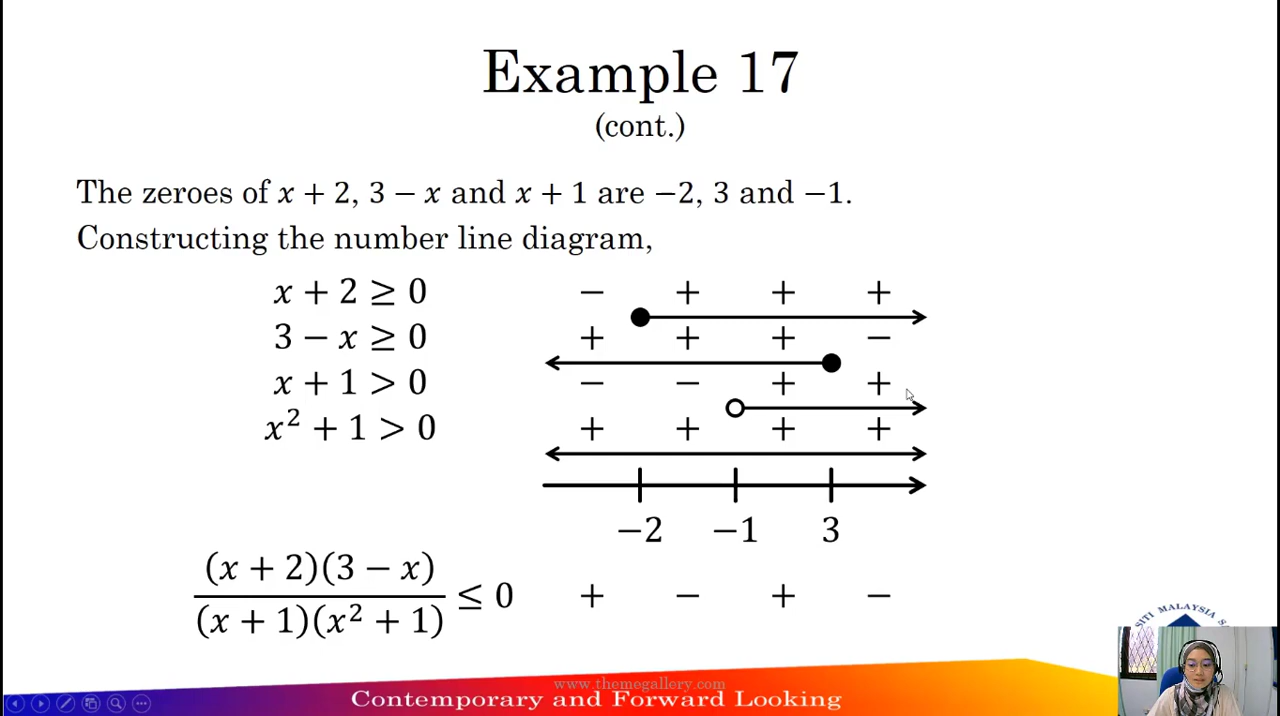 Example 17
(cont.)
The zeroes of x + 2, 3 − x and x + 1 are −2, 3 and −1.
Constructing the number line diagram,
x + 2 ≥ 0 − + + +
3 − x ≥ 0 + + + −
x + 1 > 0 − − + +
x² + 1 > 0 + + + +
−2 −1 3
(x + 2)(3 − x)
≤ 0 + − + −
(x + 1)(x² + 1)
SITI MALAYSIA S
www.themegallery.com
Contemporary and Forward Looking